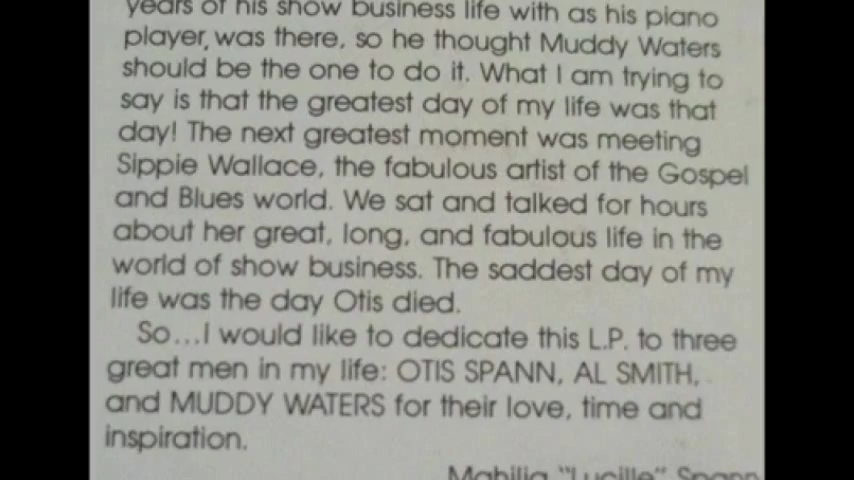 years of his show business life with as his piano
player, was there, so he thought Muddy Waters
should be the one to do it. What I am trying to
say is that the greatest day of my life was that
day! The next greatest moment was meeting
Sippie Wallace, the fabulous artist of the Gospel
and Blues world. We sat and talked for hours
about her great, long, and fabulous life in the
world of show business. The saddest day of my
life was the day Otis died.
So...I would like to dedicate this L.P. to three
great men in my life: OTIS SPANN, AL SMITH,
and MUDDY WATERS for their love, time and
inspiration.
Mahilia "Lucille" Spann